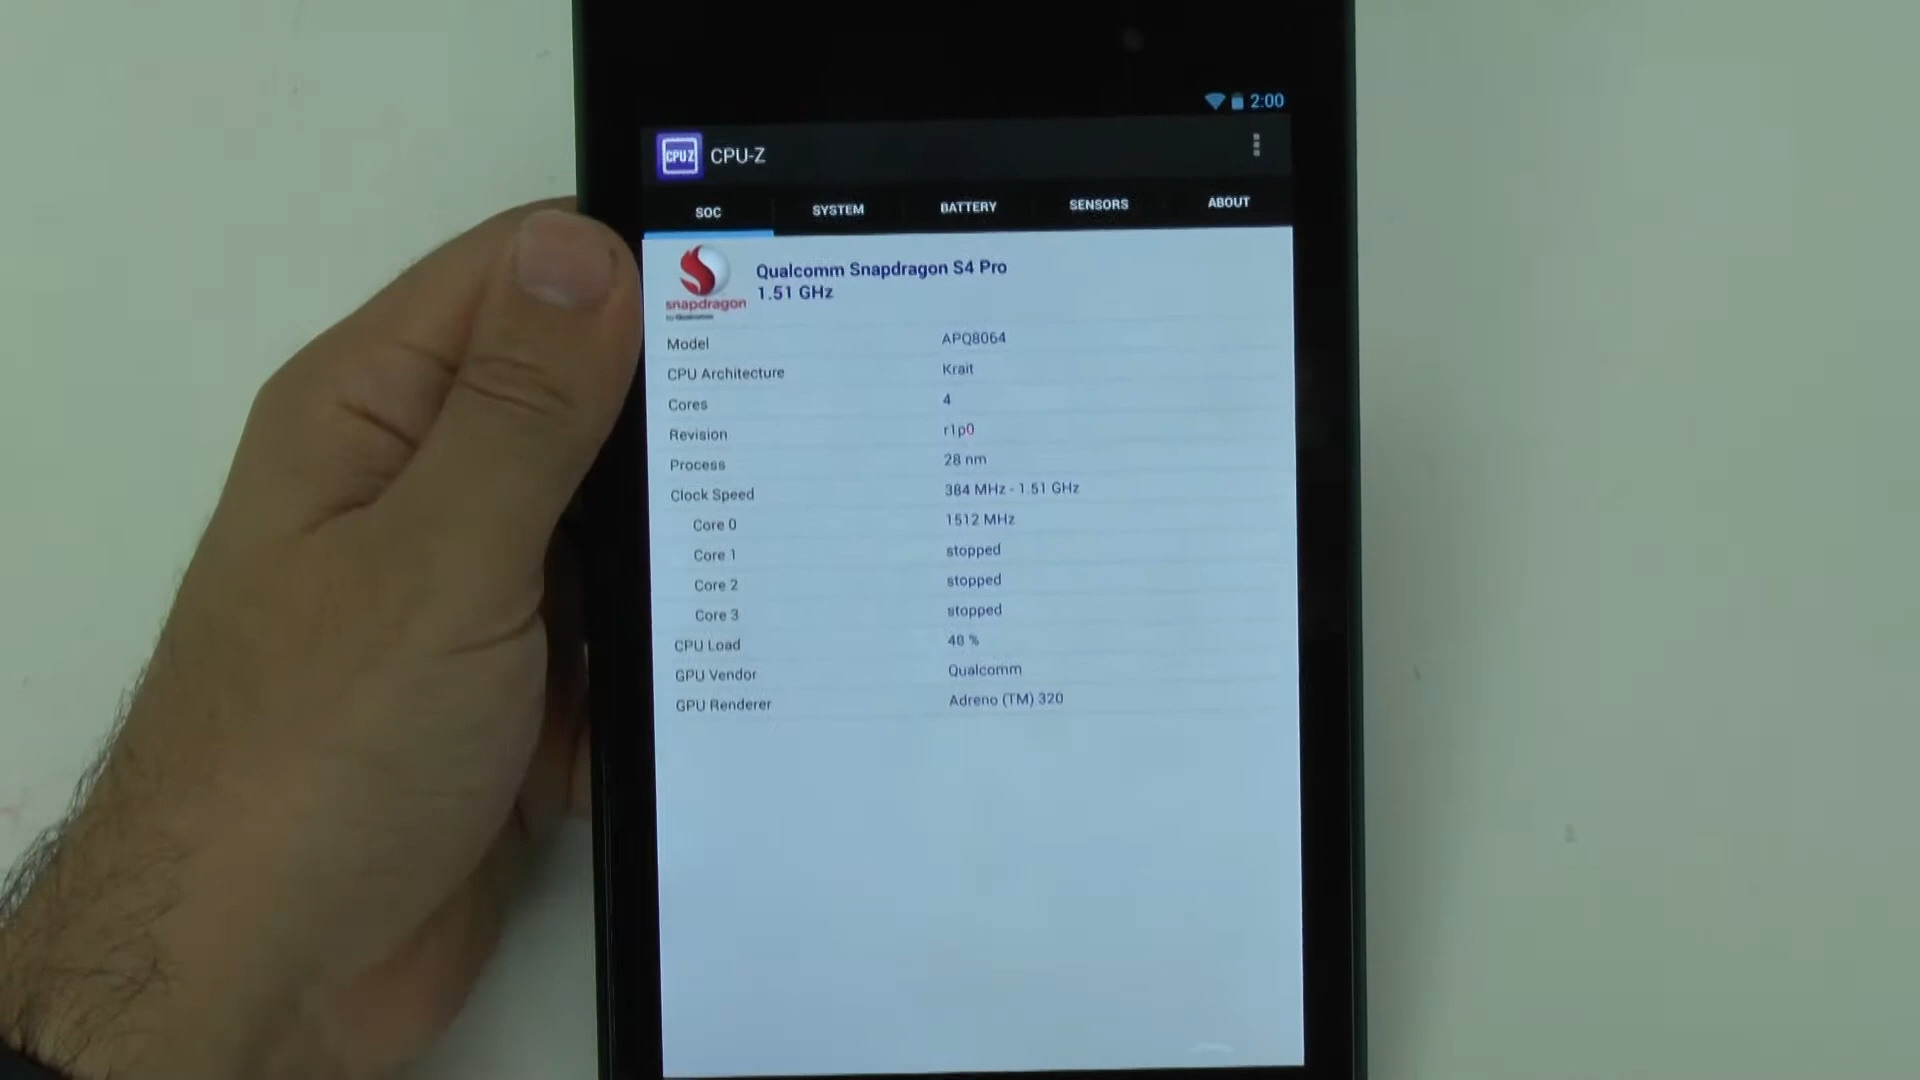 2:00
CPU Z CPU-Z
SOC SYSTEM BATTERY SENSORS ABOUT
snapdragon
by Qualcomm
Qualcomm Snapdragon S4 Pro
1.51 GHz
Model APQ8064
CPU Architecture Krait
Cores 4
Revision r1p0
Process 28 nm
Clock Speed 384 MHz - 1.51 GHz
Core 0 1512 MHz
Core 1 stopped
Core 2 stopped
Core 3 stopped
CPU Load 40 %
GPU Vendor Qualcomm
GPU Renderer Adreno (TM) 320